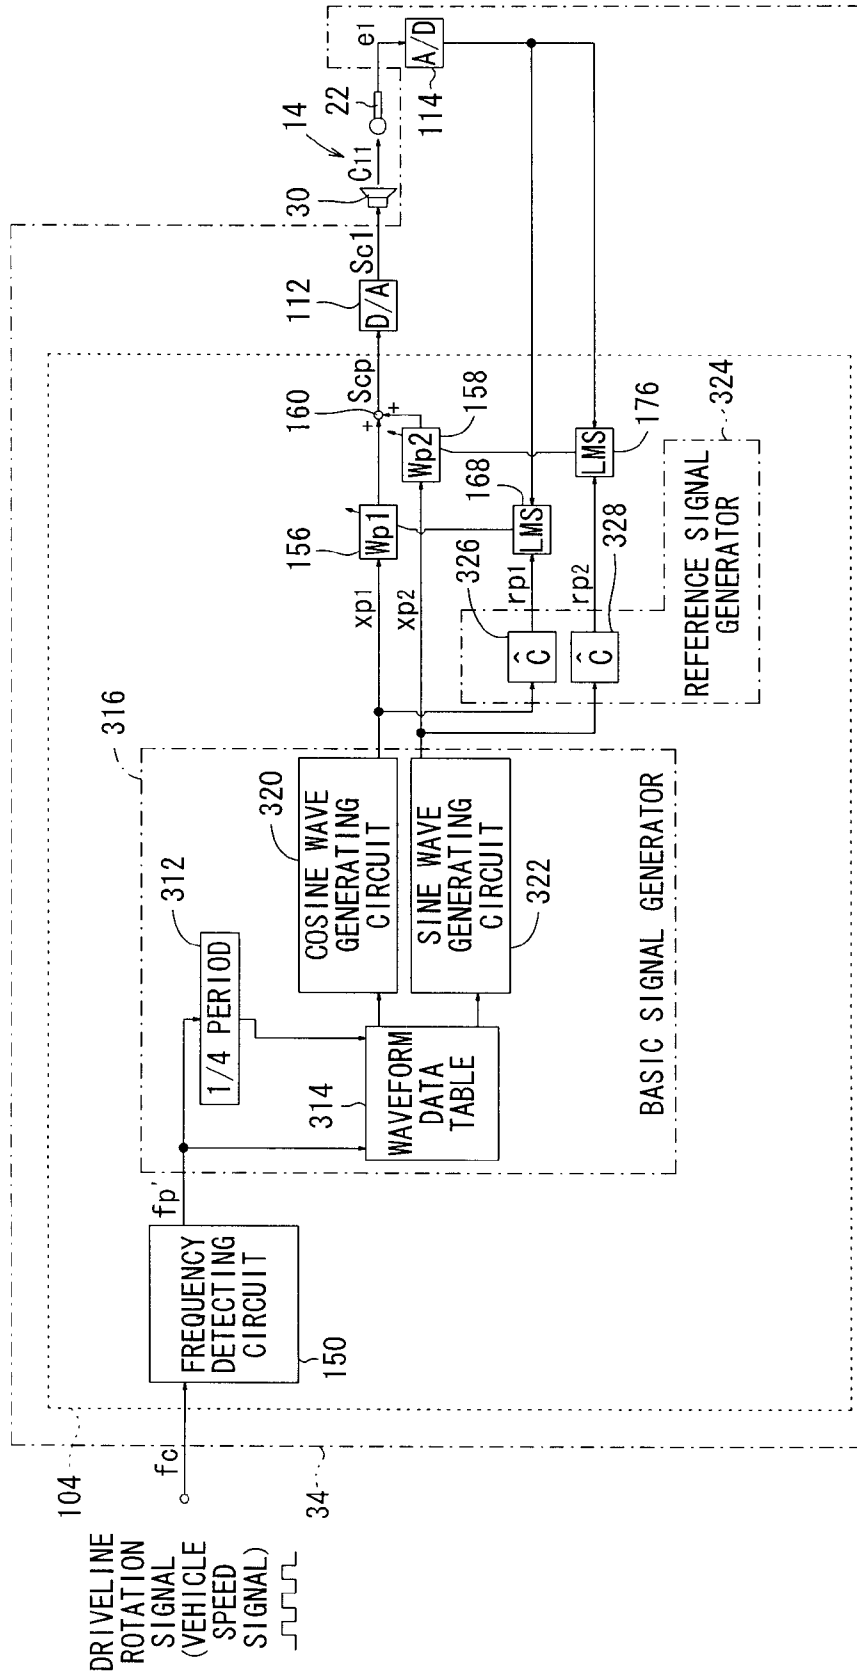 DRIVELINE
ROTATION
SIGNAL
(VEHICLE
SPEED
SIGNAL)
fc
104
34
FREQUENCY
DETECTING
CIRCUIT
150
fp'
316
1/4 PERIOD
312
WAVEFORM
DATA
TABLE
314
COSINE WAVE
GENERATING
CIRCUIT
320
SINE WAVE
GENERATING
CIRCUIT
322
BASIC SIGNAL GENERATOR
xp1
xp2
Wp1
156
Wp2
158
160
+
+
Scp
D/A
112
Sc1
30
C11
14
22
e1
A/D
114
Ĉ
326
rp1
LMS
168
Ĉ
328
rp2
LMS
176
REFERENCE SIGNAL
GENERATOR
324